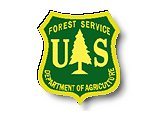 FOREST SERVICE
U S
DEPARTMENT OF AGRICULTURE